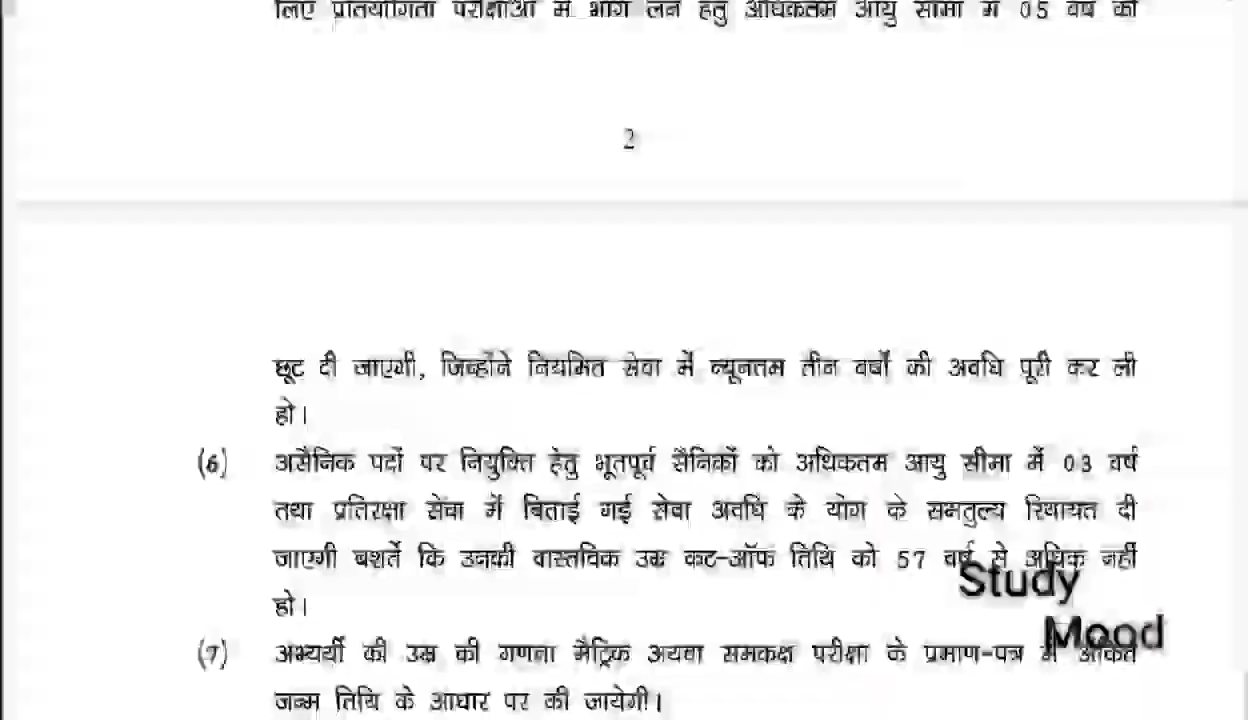 लिए प्रतियोगिता परीक्षाओं में भाग लेने हेतु अधिकतम आयु सीमा में 05 वर्ष की
2
छूट दी जाएगी, जिन्होंने नियमित सेवा में न्यूनतम तीन वर्षों की अवधि पूरी कर ली
हो।
(6) असैनिक पदों पर नियुक्ति हेतु भूतपूर्व सैनिकों को अधिकतम आयु सीमा में 03 वर्ष
तथा प्रतिरक्षा सेवा में बिताई गई सेवा अवधि के योग के समतुल्य रियायत दी
जाएगी बशर्ते कि उनकी वास्तविक उम्र कट-ऑफ तिथि को 57 वर्ष से अधिक नहीं
हो।
Study
Mood
(7) अभ्यर्थी की उम्र की गणना मैट्रिक अथवा समकक्ष परीक्षा के प्रमाण-पत्र में अंकित
जन्म तिथि के आधार पर की जायेगी।